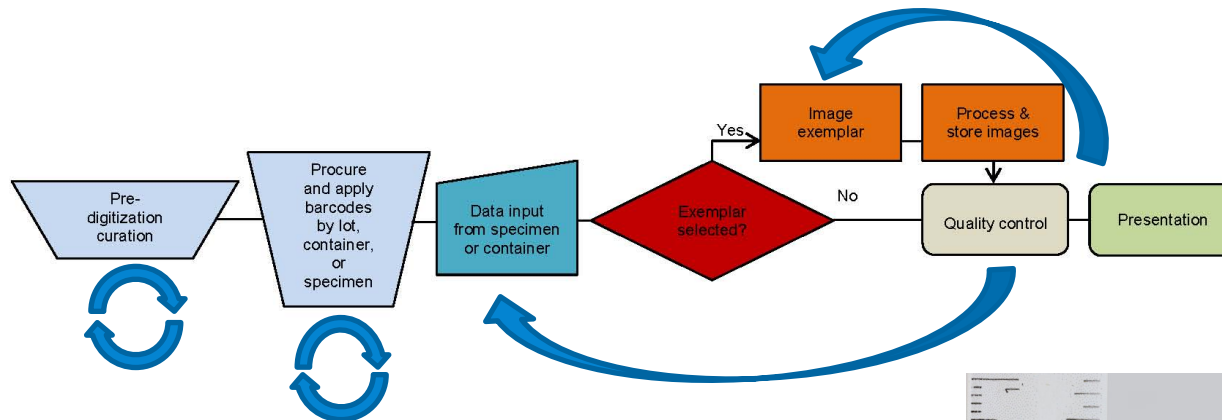 Pre-
digitization
curation
Procure
and apply
barcodes
by lot,
container,
or
specimen
Data input
from specimen
or container
Exemplar
selected?
Yes
No
Image
exemplar
Process &
store images
Quality control
Presentation